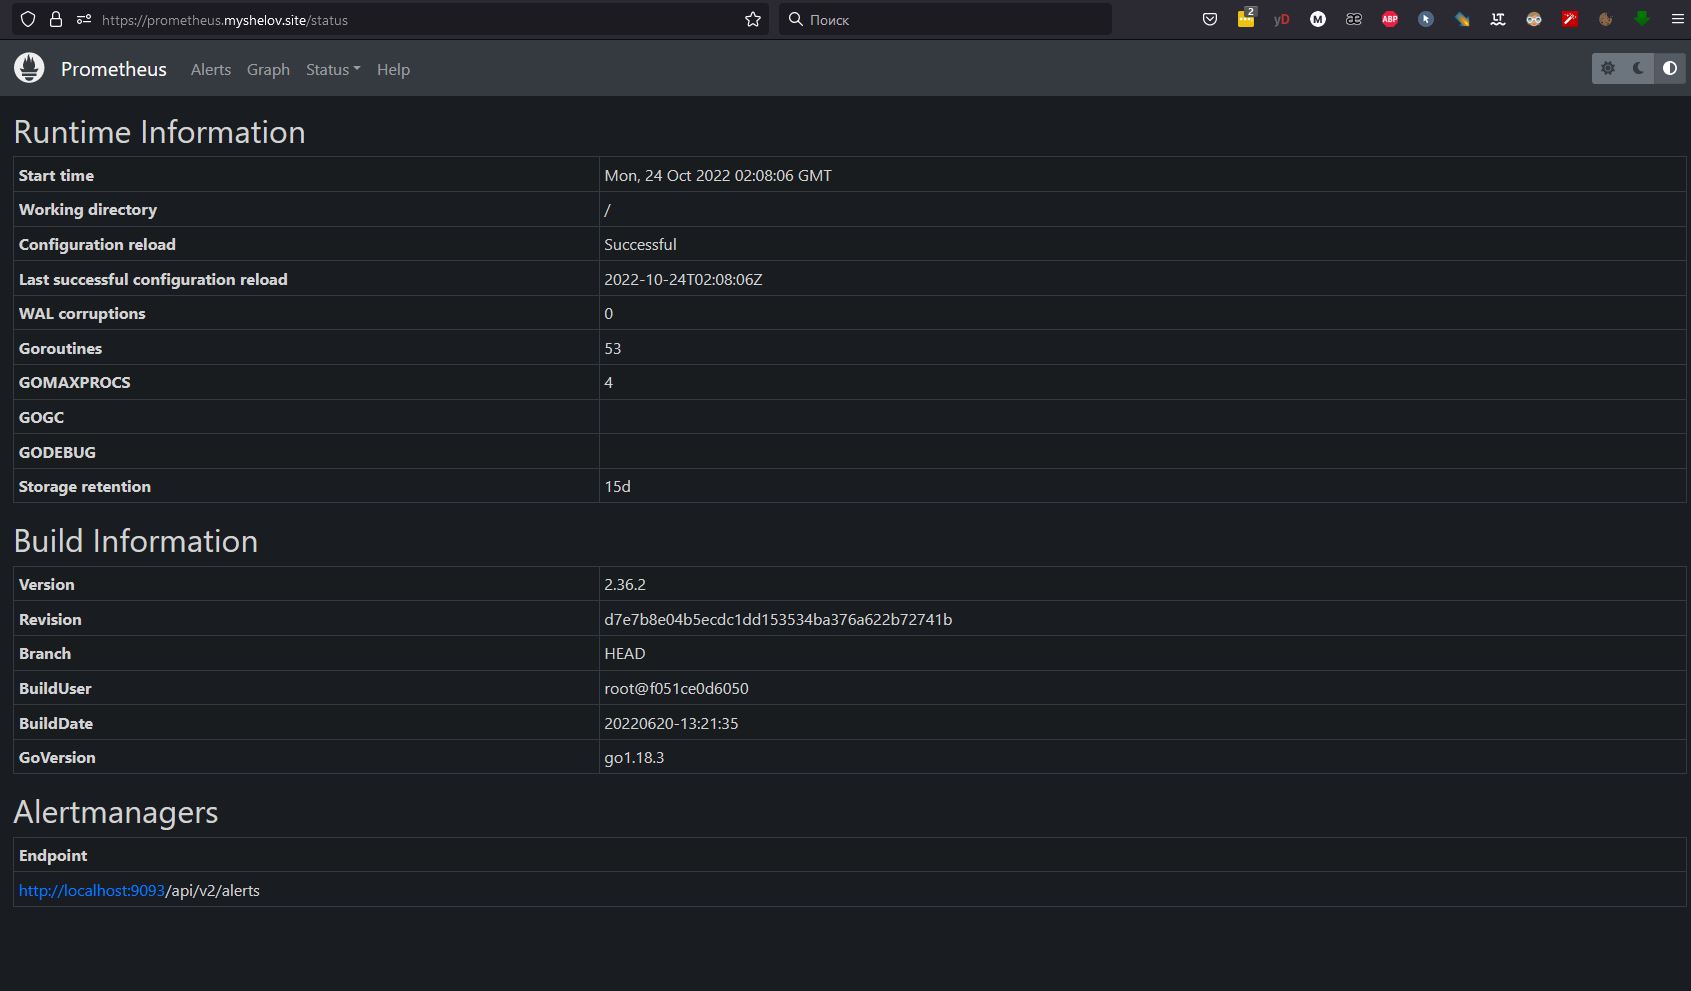 https://prometheus.myshelov.site/status
Поиск
2
yD
M
æ
ABP
LT
Prometheus Alerts Graph Status Help
Runtime Information
Start time Mon, 24 Oct 2022 02:08:06 GMT
Working directory /
Configuration reload Successful
Last successful configuration reload 2022-10-24T02:08:06Z
WAL corruptions 0
Goroutines 53
GOMAXPROCS 4
GOGC
GODEBUG
Storage retention 15d
Build Information
Version 2.36.2
Revision d7e7b8e04b5ecdc1dd153534ba376a622b72741b
Branch HEAD
BuildUser root@f051ce0d6050
BuildDate 20220620-13:21:35
GoVersion go1.18.3
Alertmanagers
Endpoint
http://localhost:9093/api/v2/alerts